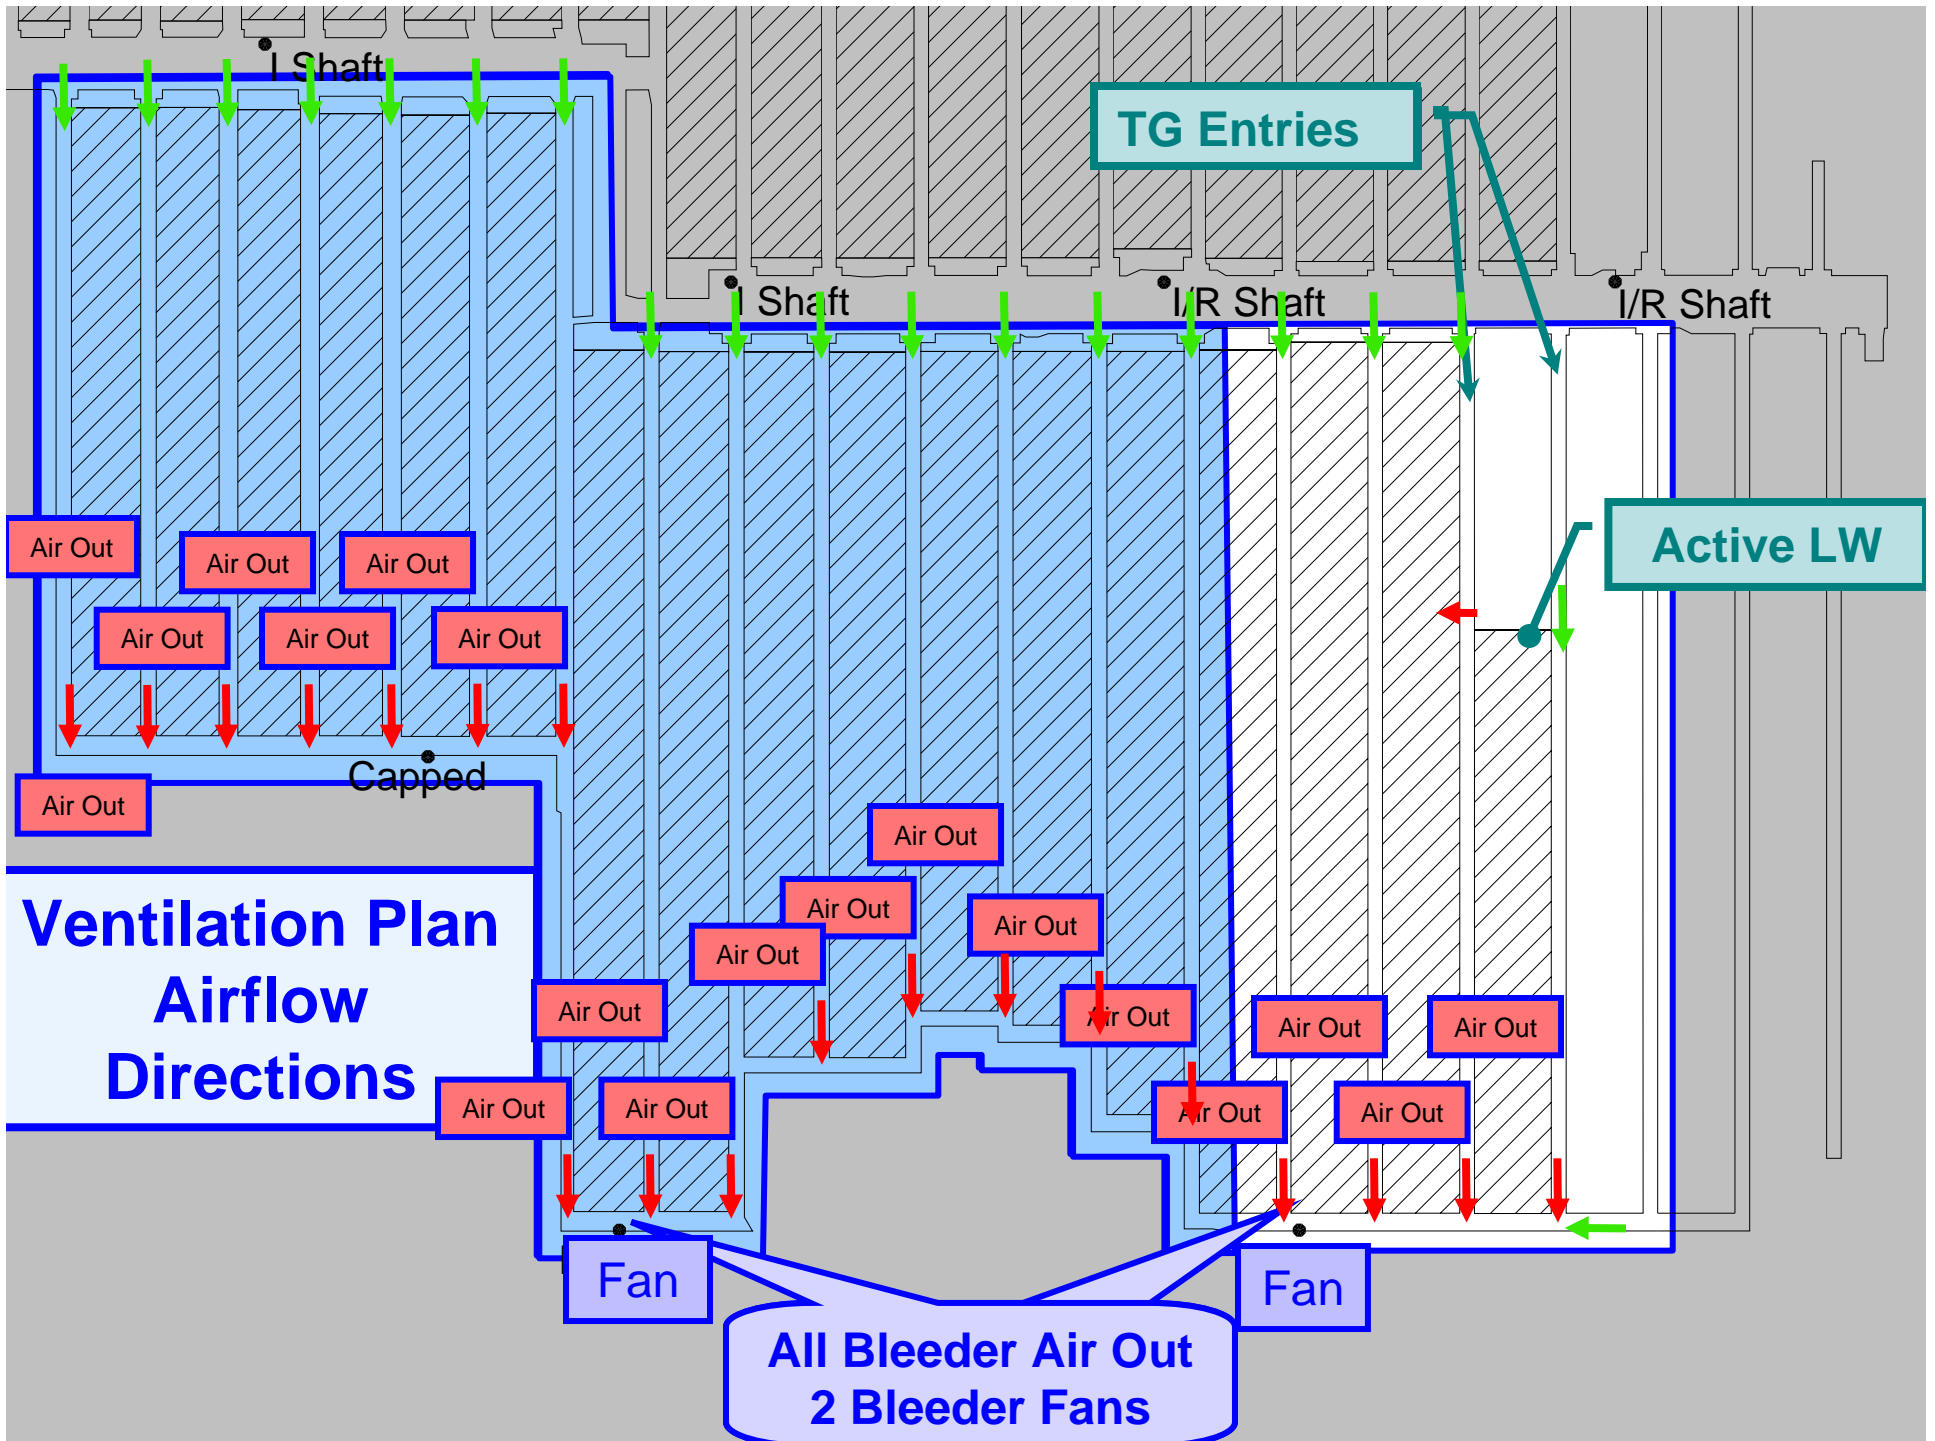 I Shaft
TG Entries
I Shaft
I/R Shaft
I/R Shaft
Active LW
Air Out
Air Out
Air Out
Air Out
Air Out
Air Out
Capped
Air Out
Air Out
Ventilation Plan
Airflow
Directions
Air Out
Air Out
Air Out
Air Out
Air Out
Air Out
Air Out
Air Out
Air Out
Air Out
Air Out
Air Out
Fan
Fan
All Bleeder Air Out
2 Bleeder Fans